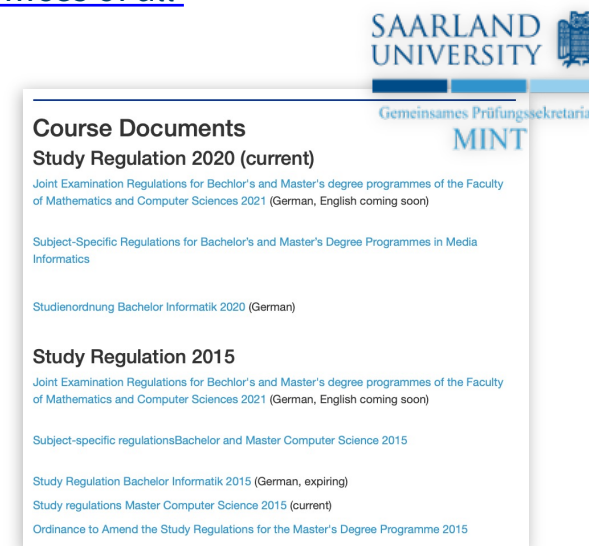 SAARLAND
UNIVERSITY
Gemeinsames Prüfungssekretaria
MINT
Course Documents
Study Regulation 2020 (current)
Joint Examination Regulations for Bechlor's and Master's degree programmes of the Faculty
of Mathematics and Computer Sciences 2021 (German, English coming soon)
Subject-Specific Regulations for Bachelor's and Master's Degree Programmes in Media
Informatics
Studienordnung Bachelor Informatik 2020 (German)
Study Regulation 2015
Joint Examination Regulations for Bechlor's and Master's degree programmes of the Faculty
of Mathematics and Computer Sciences 2021 (German, English coming soon)
Subject-specific regulationsBachelor and Master Computer Science 2015
Study Regulation Bachelor Informatik 2015 (German, expiring)
Study regulations Master Computer Science 2015 (current)
Ordinance to Amend the Study Regulations for the Master's Degree Programme 2015